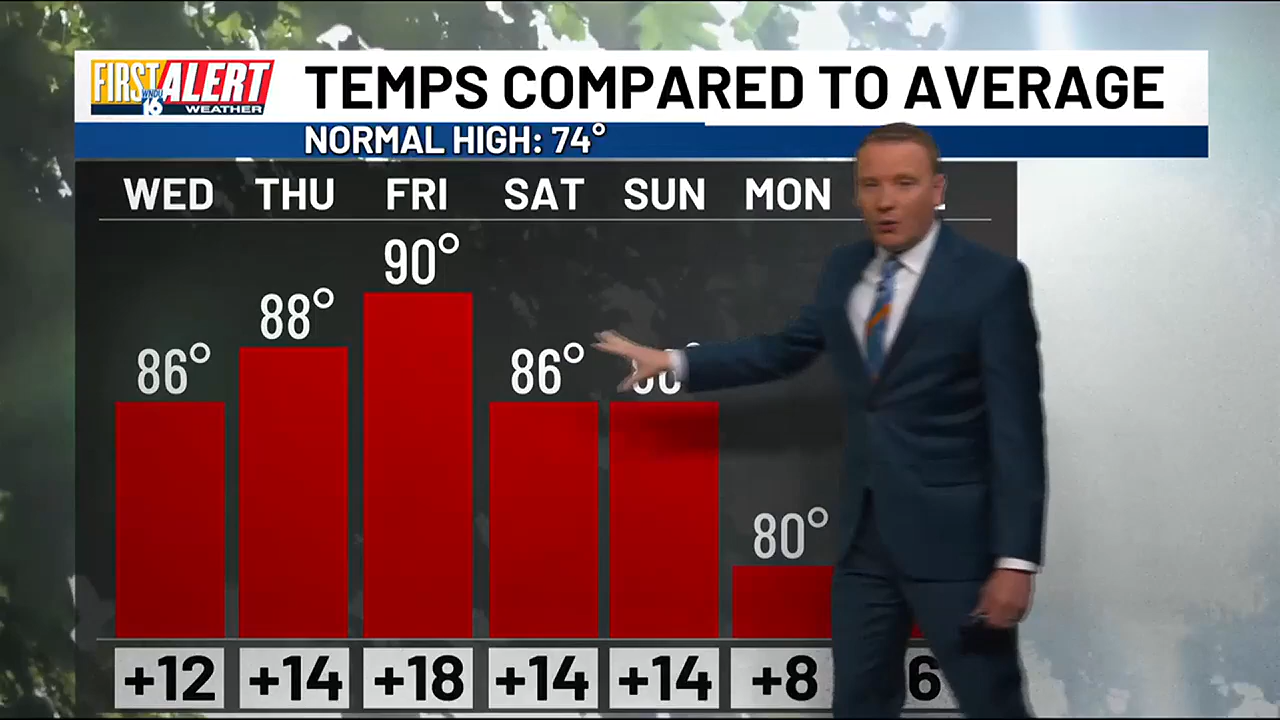 FIRST ALERT
WNDU
16
WEATHER
TEMPS COMPARED TO AVERAGE
NORMAL HIGH: 74°
WED THU FRI SAT SUN MON
86° 88° 90° 86° 80°
+12 +14 +18 +14 +14 +8 6